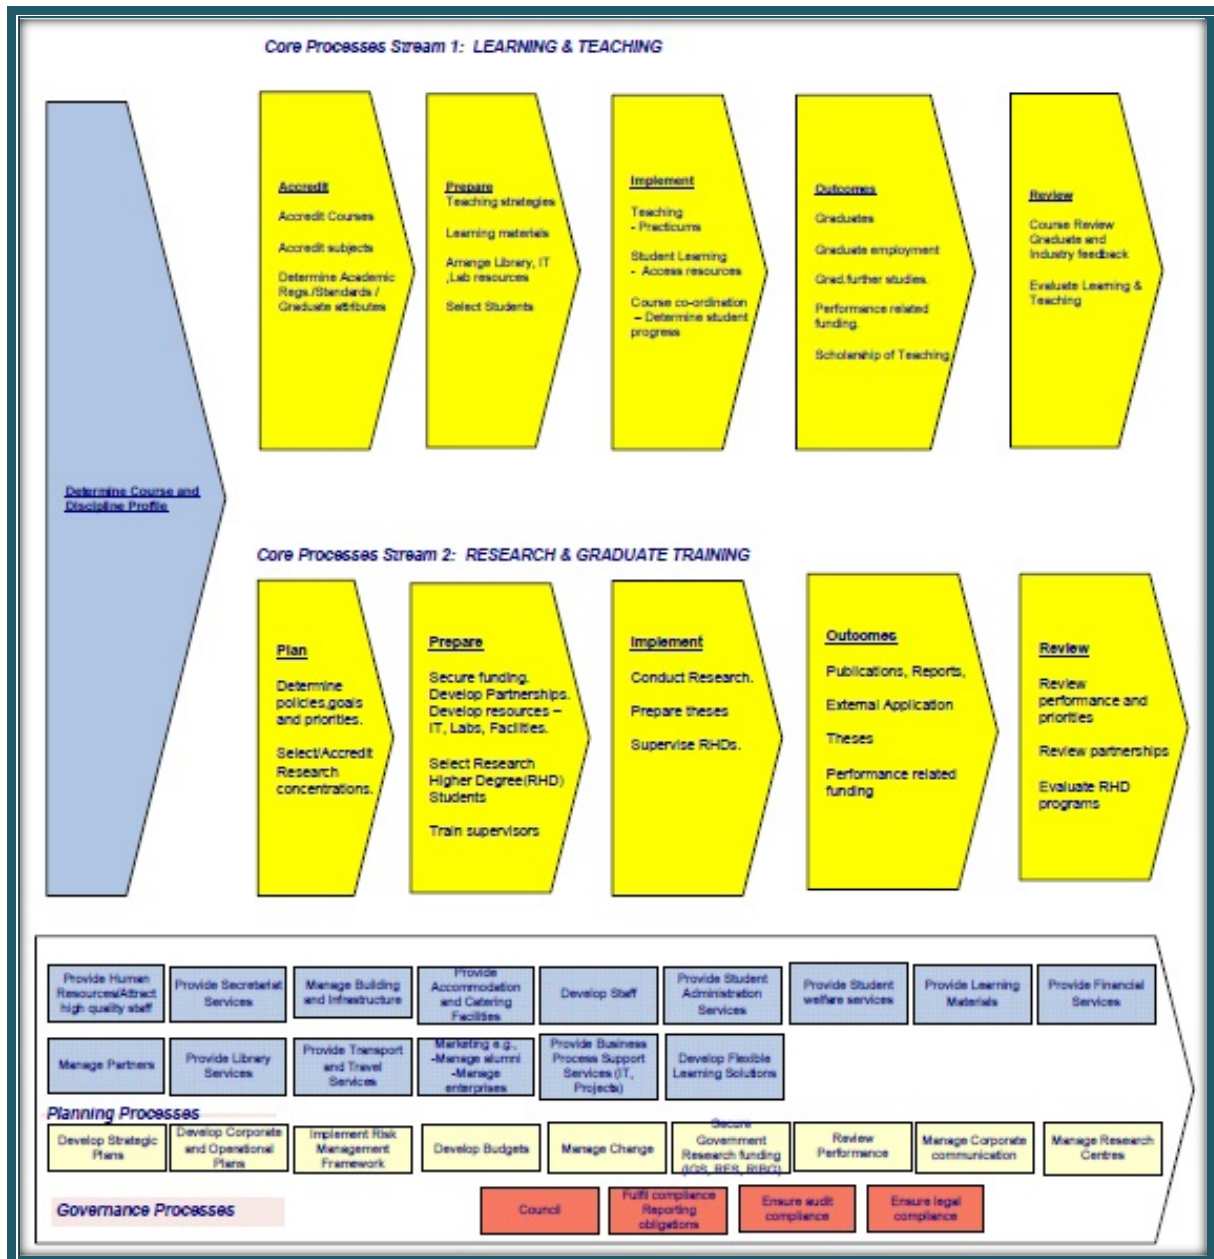 Core Processes Stream 1: LEARNING & TEACHING
Determine Course and
Discipline Profile
Accredit
Accredit Courses
Accredit subjects
Determine Academic
Regs./Standards /
Graduate attributes
Prepare
Teaching strategies
Learning materials
Arrange Library, IT
,Lab resources
Select Students
Implement
Teaching
- Practicums
Student Learning
- Access resources
Course co-ordination
– Determine student
progress
Outcomes
Graduates
Graduate employment
Grad.further studies.
Performance related
funding.
Scholarship of Teaching
Review
Course Review
Graduate and
Industry feedback
Evaluate Learning &
Teaching
Core Processes Stream 2: RESEARCH & GRADUATE TRAINING
Plan
Determine
policies,goals
and priorities.
Select/Accredit
Research
concentrations.
Prepare
Secure funding.
Develop Partnerships.
Develop resources –
IT, Labs, Facilities.
Select Research
Higher Degree(RHD)
Students
Train supervisors
Implement
Conduct Research.
Prepare theses
Supervise RHDs.
Outcomes
Publications, Reports,
External Application
Theses
Performance related
funding
Review
Review
performance and
priorities
Review partnerships
Evaluate RHD
programs
Provide Human
Resources/Attract
high quality staff
Provide Secretariat
Services
Manage Building
and Infrastructure
Provide
Accommodation
and Catering
Facilities
Develop Staff
Provide Student
Administration
Services
Provide Student
welfare services
Provide Learning
Materials
Provide Financial
Services
Manage Partners
Provide Library
Services
Provide Transport
and Travel
Services
Marketing e.g.,
-Manage alumni
-Manage
enterprises
Provide Business
Process Support
Services (IT,
Projects)
Develop Flexible
Learning Solutions
Planning Processes
Develop Strategic
Plans
Develop Corporate
and Operational
Plans
Implement Risk
Management
Framework
Develop Budgets
Manage Change
Secure
Government
Research funding
(IGS, RES, RIBG)
Review
Performance
Manage Corporate
communication
Manage Research
Centres
Governance Processes
Council
Fulfil compliance
Reporting
obligations
Ensure audit
compliance
Ensure legal
compliance